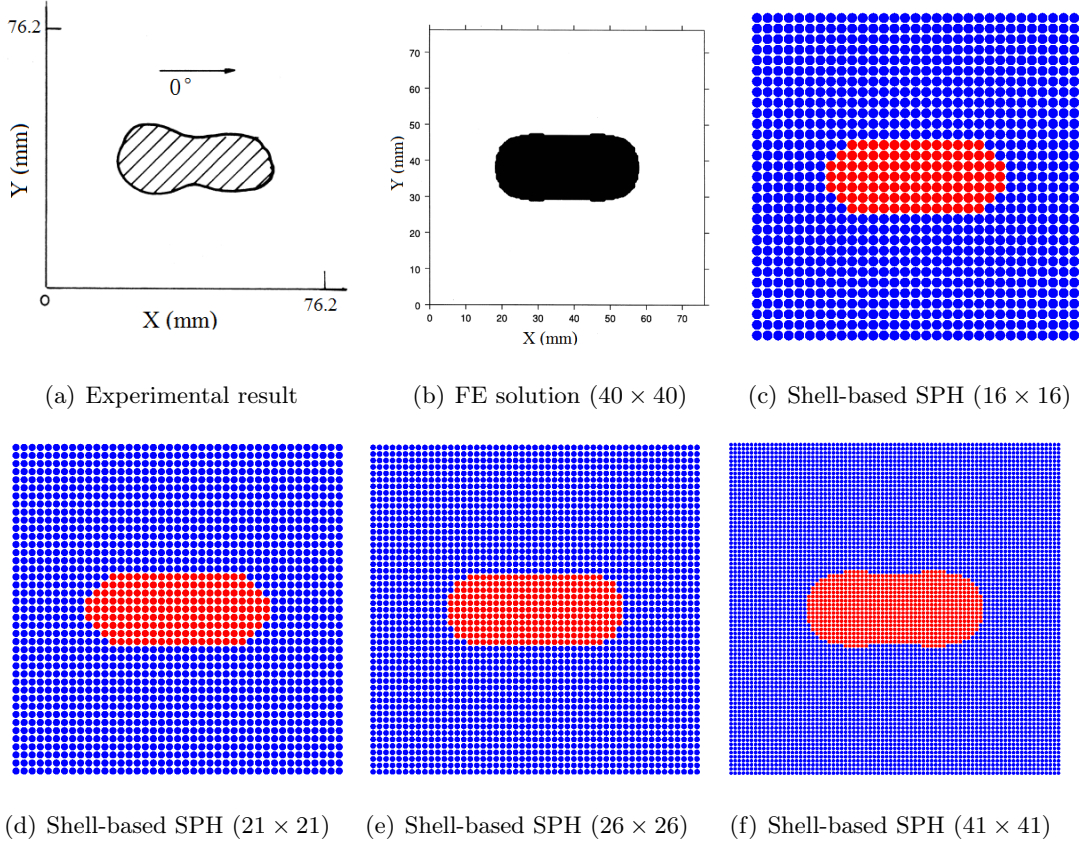 76.2
0°
Y (mm)
0
76.2
X (mm)
70
60
50
40
30
20
10
0
Y (mm)
0 10 20 30 40 50 60 70
X (mm)
(a) Experimental result
(b) FE solution (40 × 40)
(c) Shell-based SPH (16 × 16)
(d) Shell-based SPH (21 × 21)
(e) Shell-based SPH (26 × 26)
(f) Shell-based SPH (41 × 41)